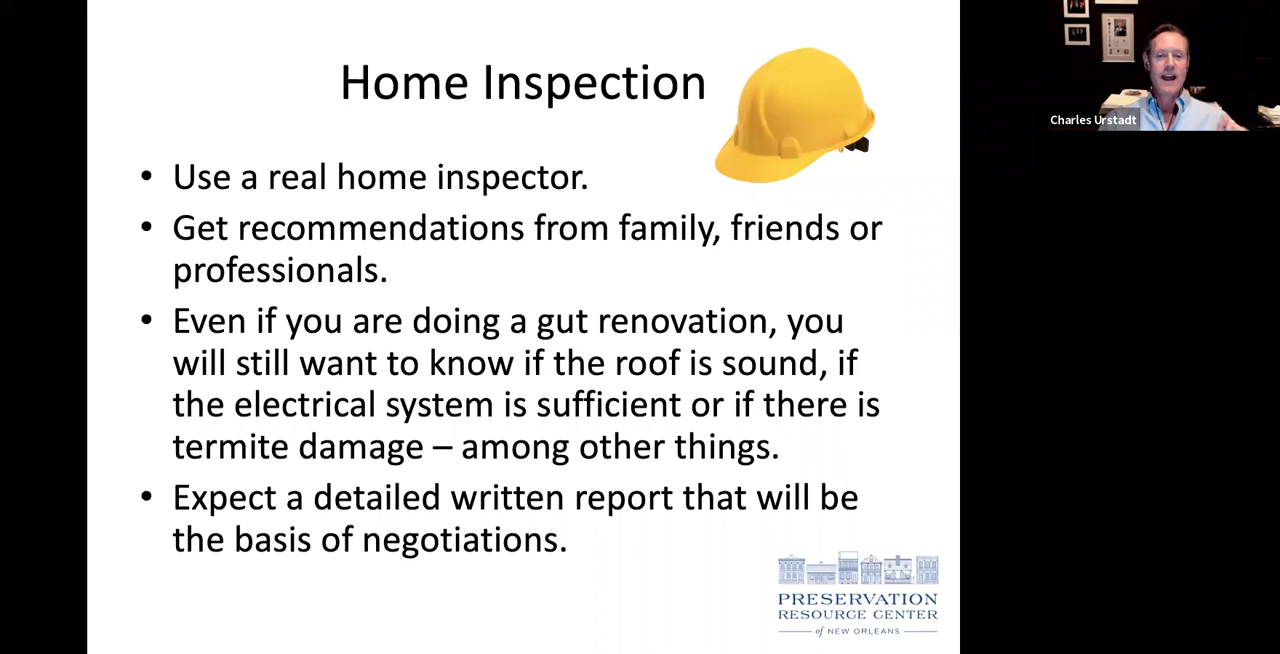 Home Inspection
Charles Urstadt
• Use a real home inspector.
• Get recommendations from family, friends or
professionals.
• Even if you are doing a gut renovation, you
will still want to know if the roof is sound, if
the electrical system is sufficient or if there is
termite damage – among other things.
• Expect a detailed written report that will be
the basis of negotiations.
PRESERVATION
RESOURCE CENTER
of NEW ORLEANS